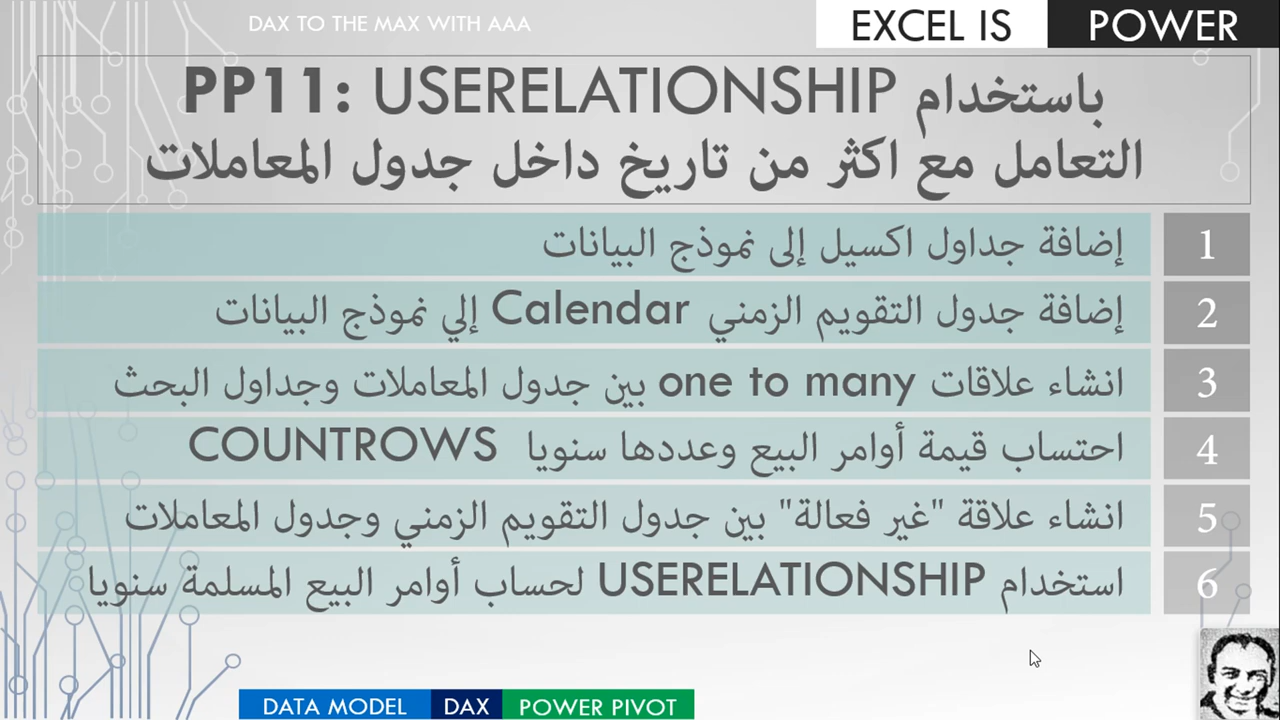 DAX TO THE MAX WITH AAA
EXCEL IS POWER
PP11: USERELATIONSHIP باستخدام
التعامل مع اكثر من تاريخ داخل جدول المعاملات
1 إضافة جداول اكسيل إلى نموذج البيانات
2 إضافة جدول التقويم الزمني Calendar إلي نموذج البيانات
3 انشاء علاقات one to many بين جدول المعاملات وجداول البحث
4 احتساب قيمة أوامر البيع وعددها سنويا COUNTROWS
5 انشاء علاقة "غير فعالة" بين جدول التقويم الزمني وجدول المعاملات
6 استخدام USERELATIONSHIP لحساب أوامر البيع المسلمة سنويا
DATA MODEL DAX POWER PIVOT